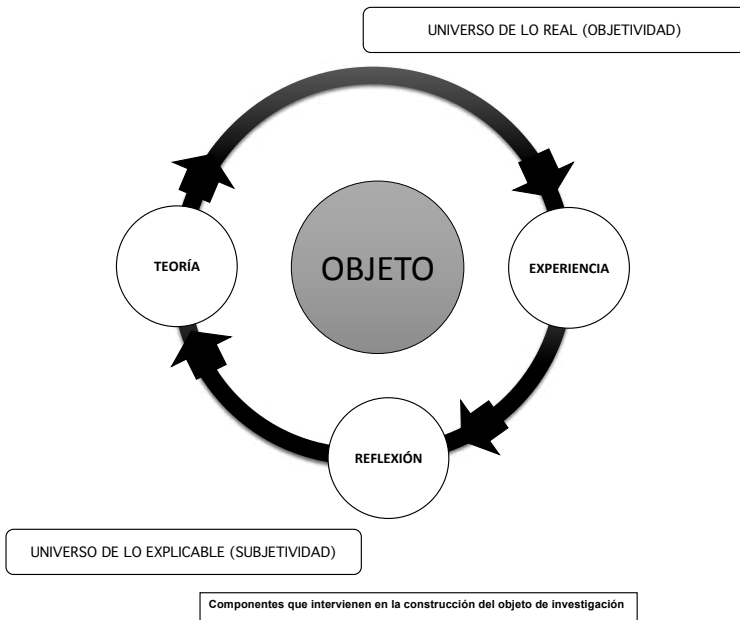 UNIVERSO DE LO REAL (OBJETIVIDAD)
TEORÍA
OBJETO
EXPERIENCIA
REFLEXIÓN
UNIVERSO DE LO EXPLICABLE (SUBJETIVIDAD)
Componentes que intervienen en la construcción del objeto de investigación